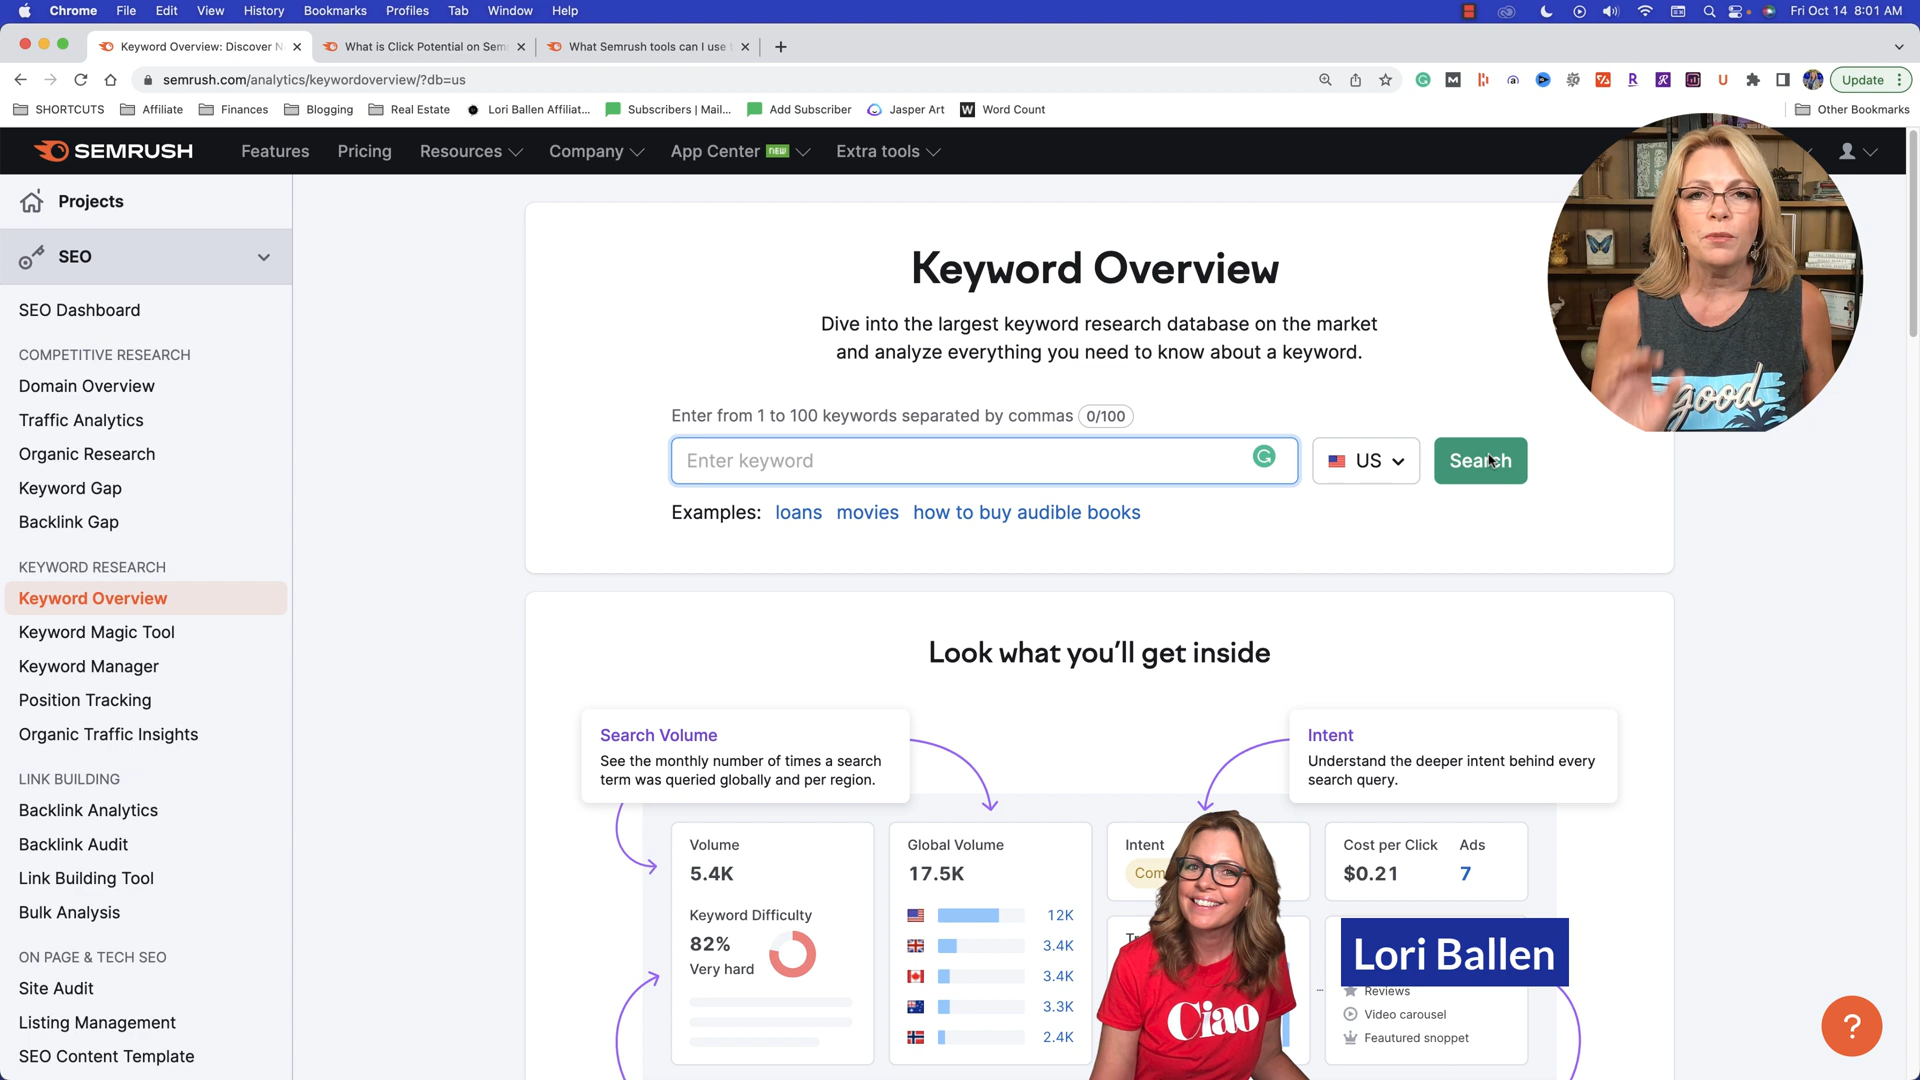 Chrome File Edit View History Bookmarks Profiles Tab Window Help
Fri Oct 14 8:01 AM
Keyword Overview: Discover N
What is Click Potential on Sem
What Semrush tools can I use
semrush.com/analytics/keywordoverview/?db=us
Update
SHORTCUTS Affiliate Finances Blogging Real Estate Lori Ballen Affiliat... Subscribers | Mail... Add Subscriber Jasper Art Word Count Other Bookmarks
SEMRUSH Features Pricing Resources Company App Center NEW Extra tools
Projects
SEO
SEO Dashboard
COMPETITIVE RESEARCH
Domain Overview
Traffic Analytics
Organic Research
Keyword Gap
Backlink Gap
KEYWORD RESEARCH
Keyword Overview
Keyword Magic Tool
Keyword Manager
Position Tracking
Organic Traffic Insights
LINK BUILDING
Backlink Analytics
Backlink Audit
Link Building Tool
Bulk Analysis
ON PAGE & TECH SEO
Site Audit
Listing Management
SEO Content Template
Keyword Overview
Dive into the largest keyword research database on the market
and analyze everything you need to know about a keyword.
Enter from 1 to 100 keywords separated by commas 0/100
Enter keyword
US
Search
Examples: loans movies how to buy audible books
good
Look what you'll get inside
Search Volume
See the monthly number of times a search
term was queried globally and per region.
Intent
Understand the deeper intent behind every
search query.
Volume
5.4K
Keyword Difficulty
82%
Very hard
Global Volume
17.5K
12K
3.4K
3.4K
3.3K
2.4K
Intent
Com
Cost per Click Ads
$0.21 7
Lori Ballen
Reviews
Video carousel
Feautured snoppet
Ciao
?